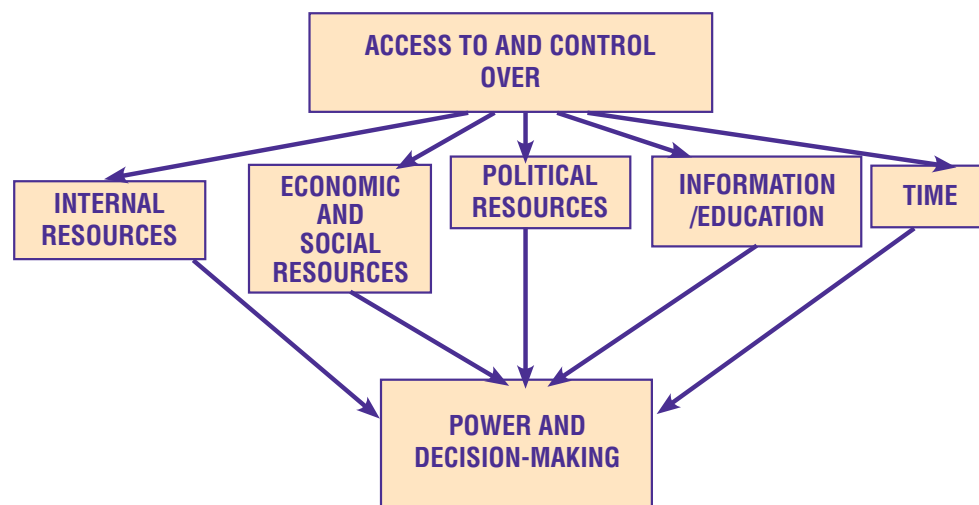 ACCESS TO AND CONTROL
OVER
INTERNAL
RESOURCES
ECONOMIC
AND
SOCIAL
RESOURCES
POLITICAL
RESOURCES
INFORMATION
/EDUCATION
TIME
POWER AND
DECISION-MAKING